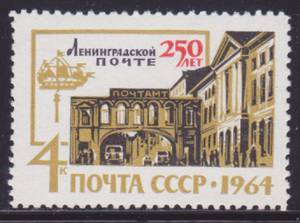 Ленинградской
почте 250 лет
ПОЧТАМТ
4к
ПОЧТА СССР·1964